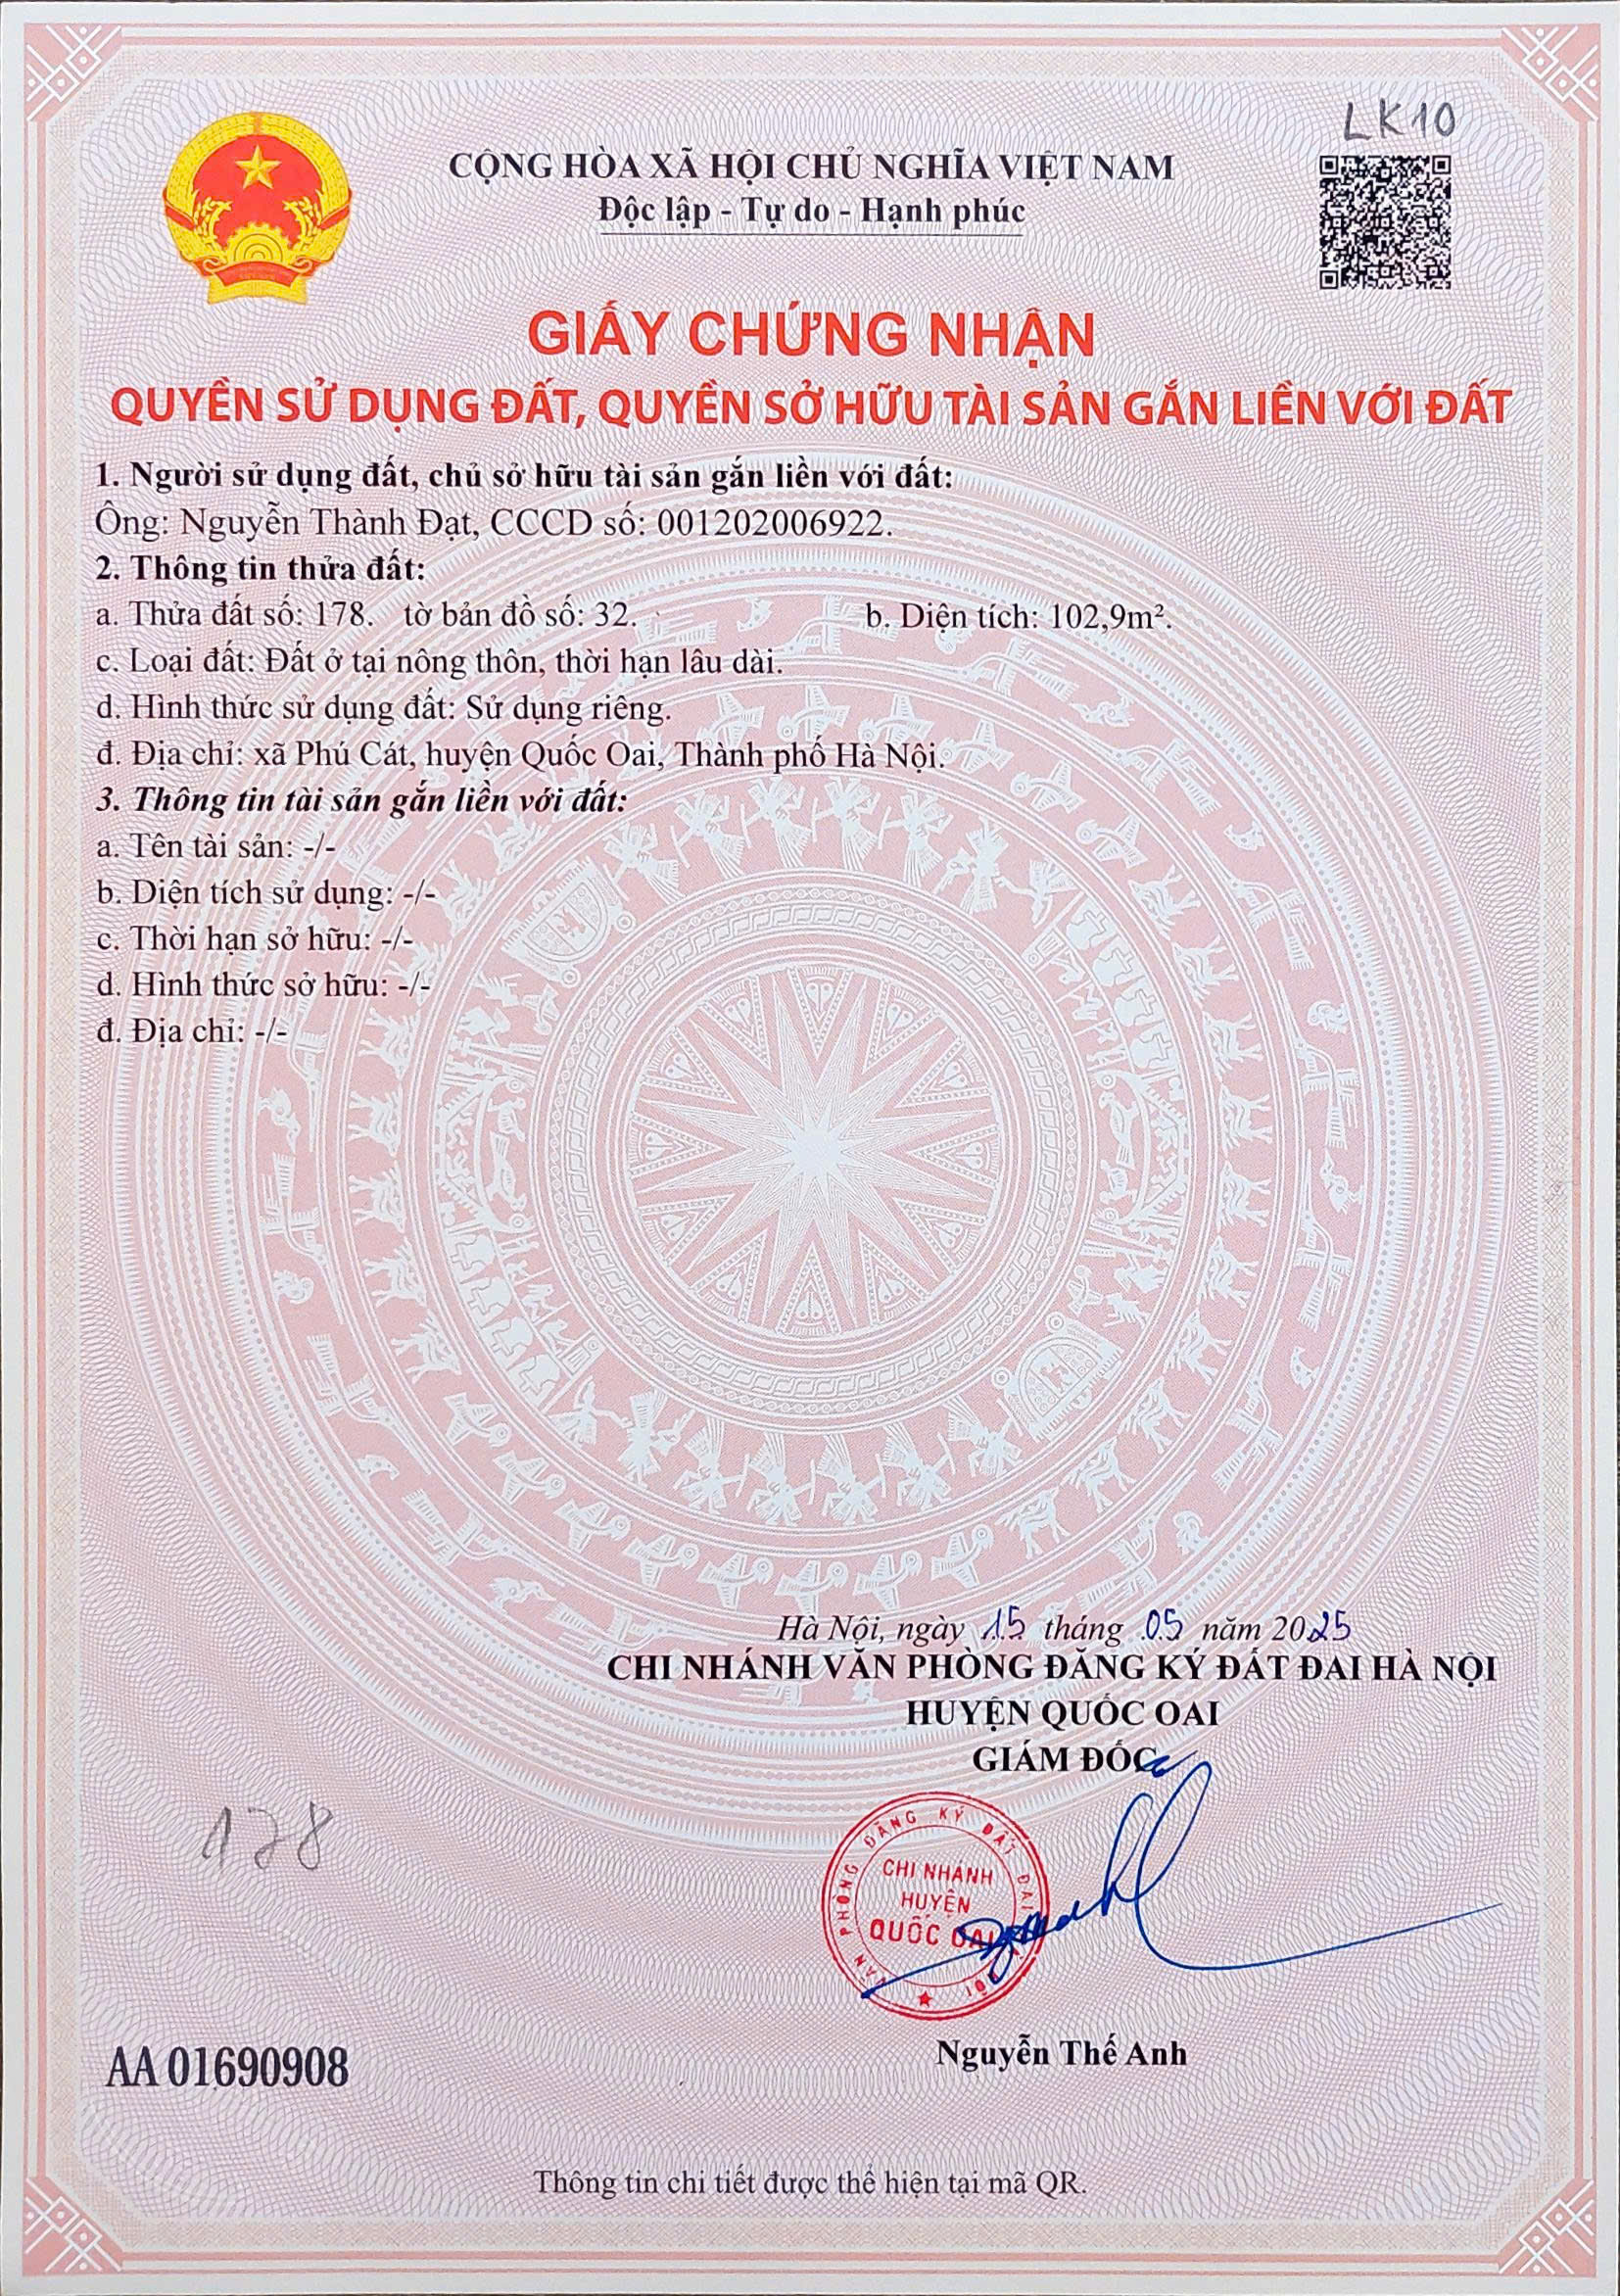 LK10
CỘNG HÒA XÃ HỘI CHỦ NGHĨA VIỆT NAM
Độc lập - Tự do - Hạnh phúc
GIẤY CHỨNG NHẬN
QUYỀN SỬ DỤNG ĐẤT, QUYỀN SỞ HỮU TÀI SẢN GẮN LIỀN VỚI ĐẤT
1. Người sử dụng đất, chủ sở hữu tài sản gắn liền với đất:
Ông: Nguyễn Thành Đạt, CCCD số: 001202006922.
2. Thông tin thửa đất:
a. Thửa đất số: 178. tờ bản đồ số: 32. b. Diện tích: 102,9m².
c. Loại đất: Đất ở tại nông thôn, thời hạn lâu dài.
d. Hình thức sử dụng đất: Sử dụng riêng.
đ. Địa chỉ: xã Phú Cát, huyện Quốc Oai, Thành phố Hà Nội.
3. Thông tin tài sản gắn liền với đất:
a. Tên tài sản: -/-
b. Diện tích sử dụng: -/-
c. Thời hạn sở hữu: -/-
d. Hình thức sở hữu: -/-
đ. Địa chỉ: -/-
Hà Nội, ngày 15 tháng 05 năm 2025
CHI NHÁNH VĂN PHÒNG ĐĂNG KÝ ĐẤT ĐAI HÀ NỘI
HUYỆN QUỐC OAI
GIÁM ĐỐC
178
VĂN PHÒNG ĐĂNG KÝ ĐẤT ĐAI HÀ NỘI
CHI NHÁNH
HUYỆN
QUỐC OAI
Nguyễn Thế Anh
AA 01690908
Thông tin chi tiết được thể hiện tại mã QR.